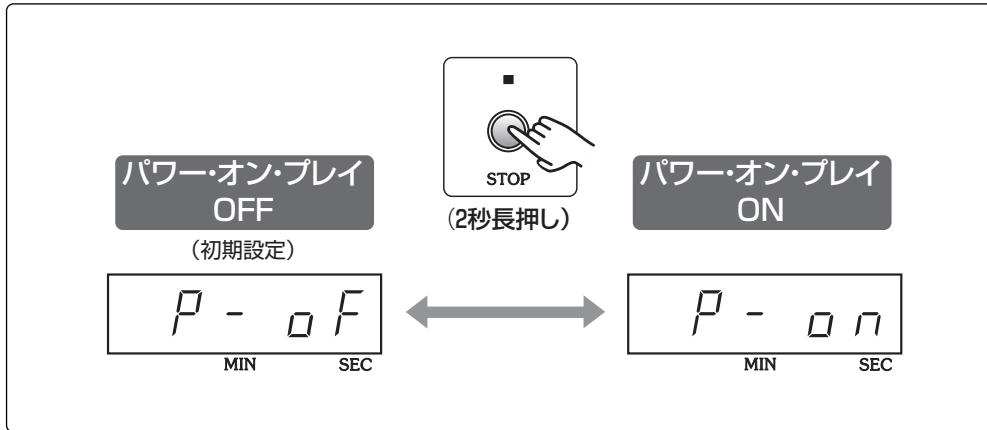 ■
STOP
(2秒長押し)
パワー・オン・プレイ
OFF
(初期設定)
P - oF
MIN SEC
パワー・オン・プレイ
ON
P - on
MIN SEC